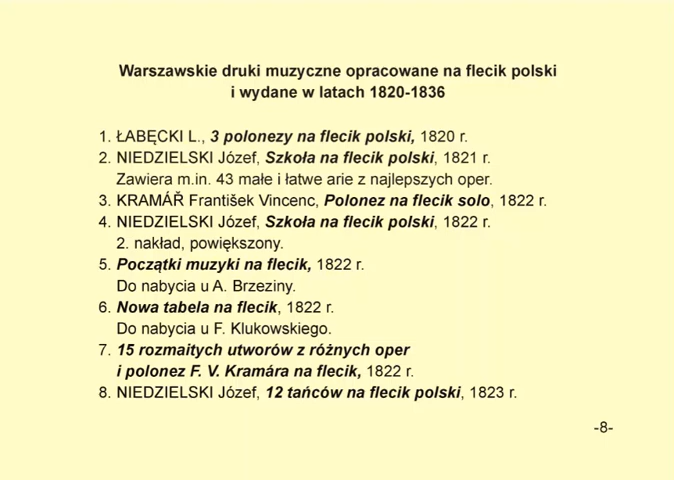 Warszawskie druki muzyczne opracowane na flecik polski
i wydane w latach 1820-1836
1. ŁABĘCKI L., 3 polonezy na flecik polski, 1820 r.
2. NIEDZIELSKI Józef, Szkoła na flecik polski, 1821 r.
Zawiera m.in. 43 małe i łatwe arie z najlepszych oper.
3. KRAMÁŘ František Vincenc, Polonez na flecik solo, 1822 r.
4. NIEDZIELSKI Józef, Szkoła na flecik polski, 1822 r.
2. nakład, powiększony.
5. Początki muzyki na flecik, 1822 r.
Do nabycia u A. Brzeziny.
6. Nowa tabela na flecik, 1822 r.
Do nabycia u F. Klukowskiego.
7. 15 rozmaitych utworów z różnych oper
i polonez F. V. Kramára na flecik, 1822 r.
8. NIEDZIELSKI Józef, 12 tańców na flecik polski, 1823 r.
-8-